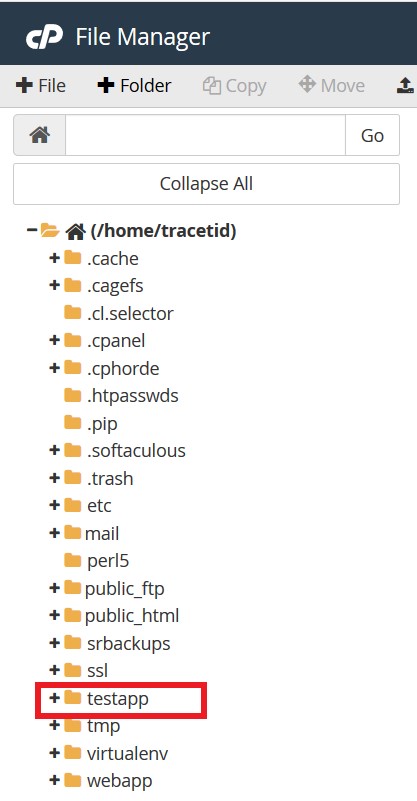 cP File Manager
File Folder Copy Move
Go
Collapse All
(/home/tracetid)
.cache
.cagefs
.cl.selector
.cpanel
.cphorde
.htpasswds
.pip
.softaculous
.trash
etc
mail
perl5
public_ftp
public_html
srbackups
ssl
testapp
tmp
virtualenv
webapp